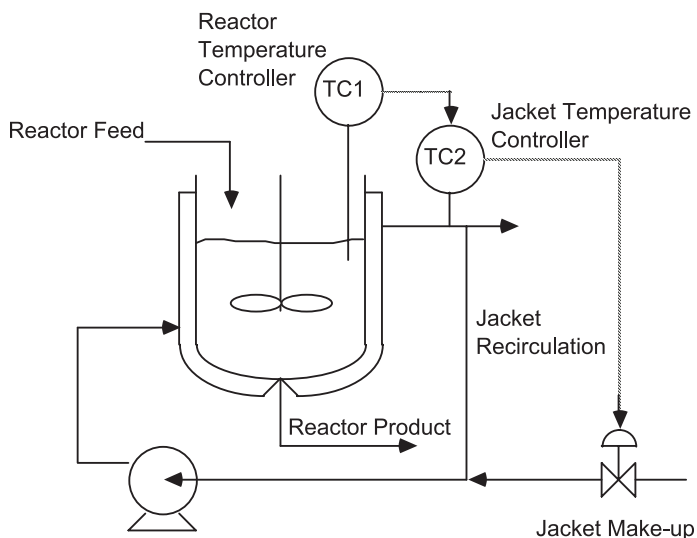 Reactor
Temperature
Controller
TC1
Jacket Temperature
Controller
Reactor Feed
TC2
Jacket
Recirculation
Reactor Product
Jacket Make-up